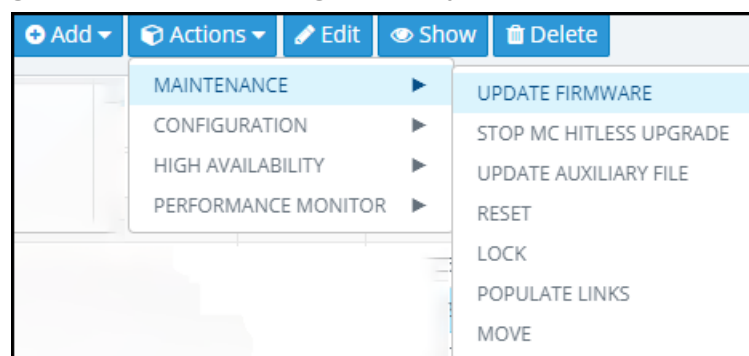 Add Actions Edit Show Delete
MAINTENANCE
CONFIGURATION
HIGH AVAILABILITY
PERFORMANCE MONITOR
UPDATE FIRMWARE
STOP MC HITLESS UPGRADE
UPDATE AUXILIARY FILE
RESET
LOCK
POPULATE LINKS
MOVE